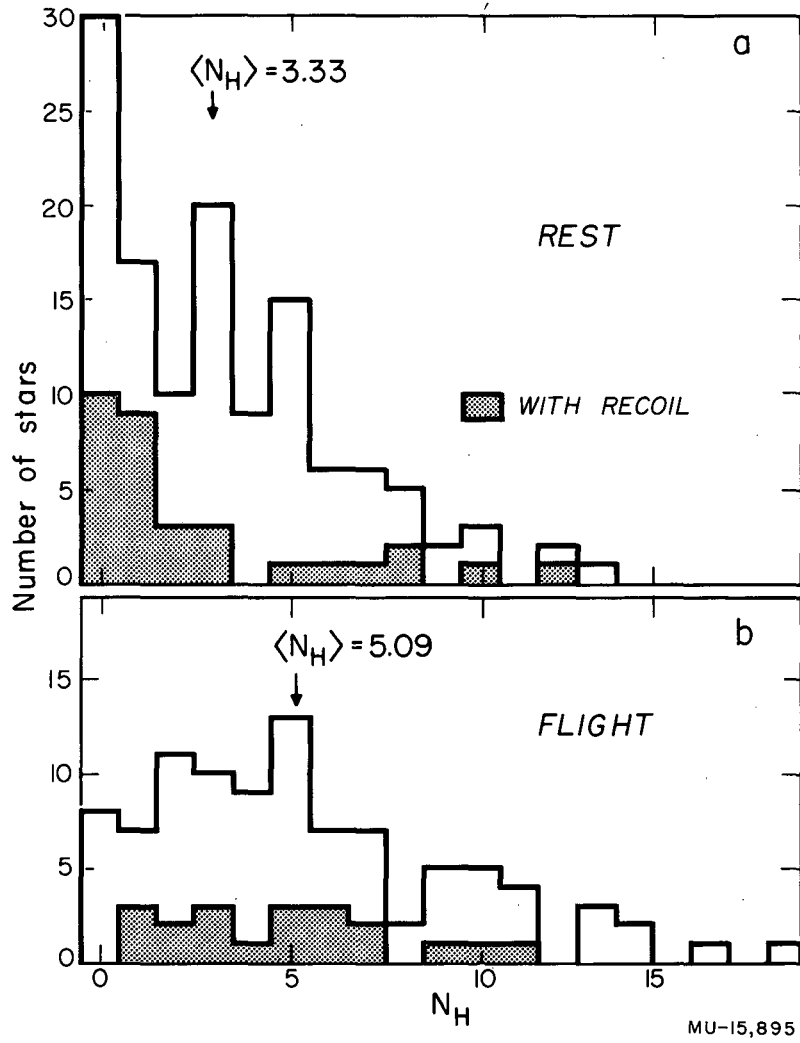 30
25
20
15
10
5
0
Number of stars
a
⟨N_H⟩ = 3.33
REST
WITH RECOIL
b
⟨N_H⟩ = 5.09
FLIGHT
15
10
5
0
0 5 10 15
N_H
MU-15,895